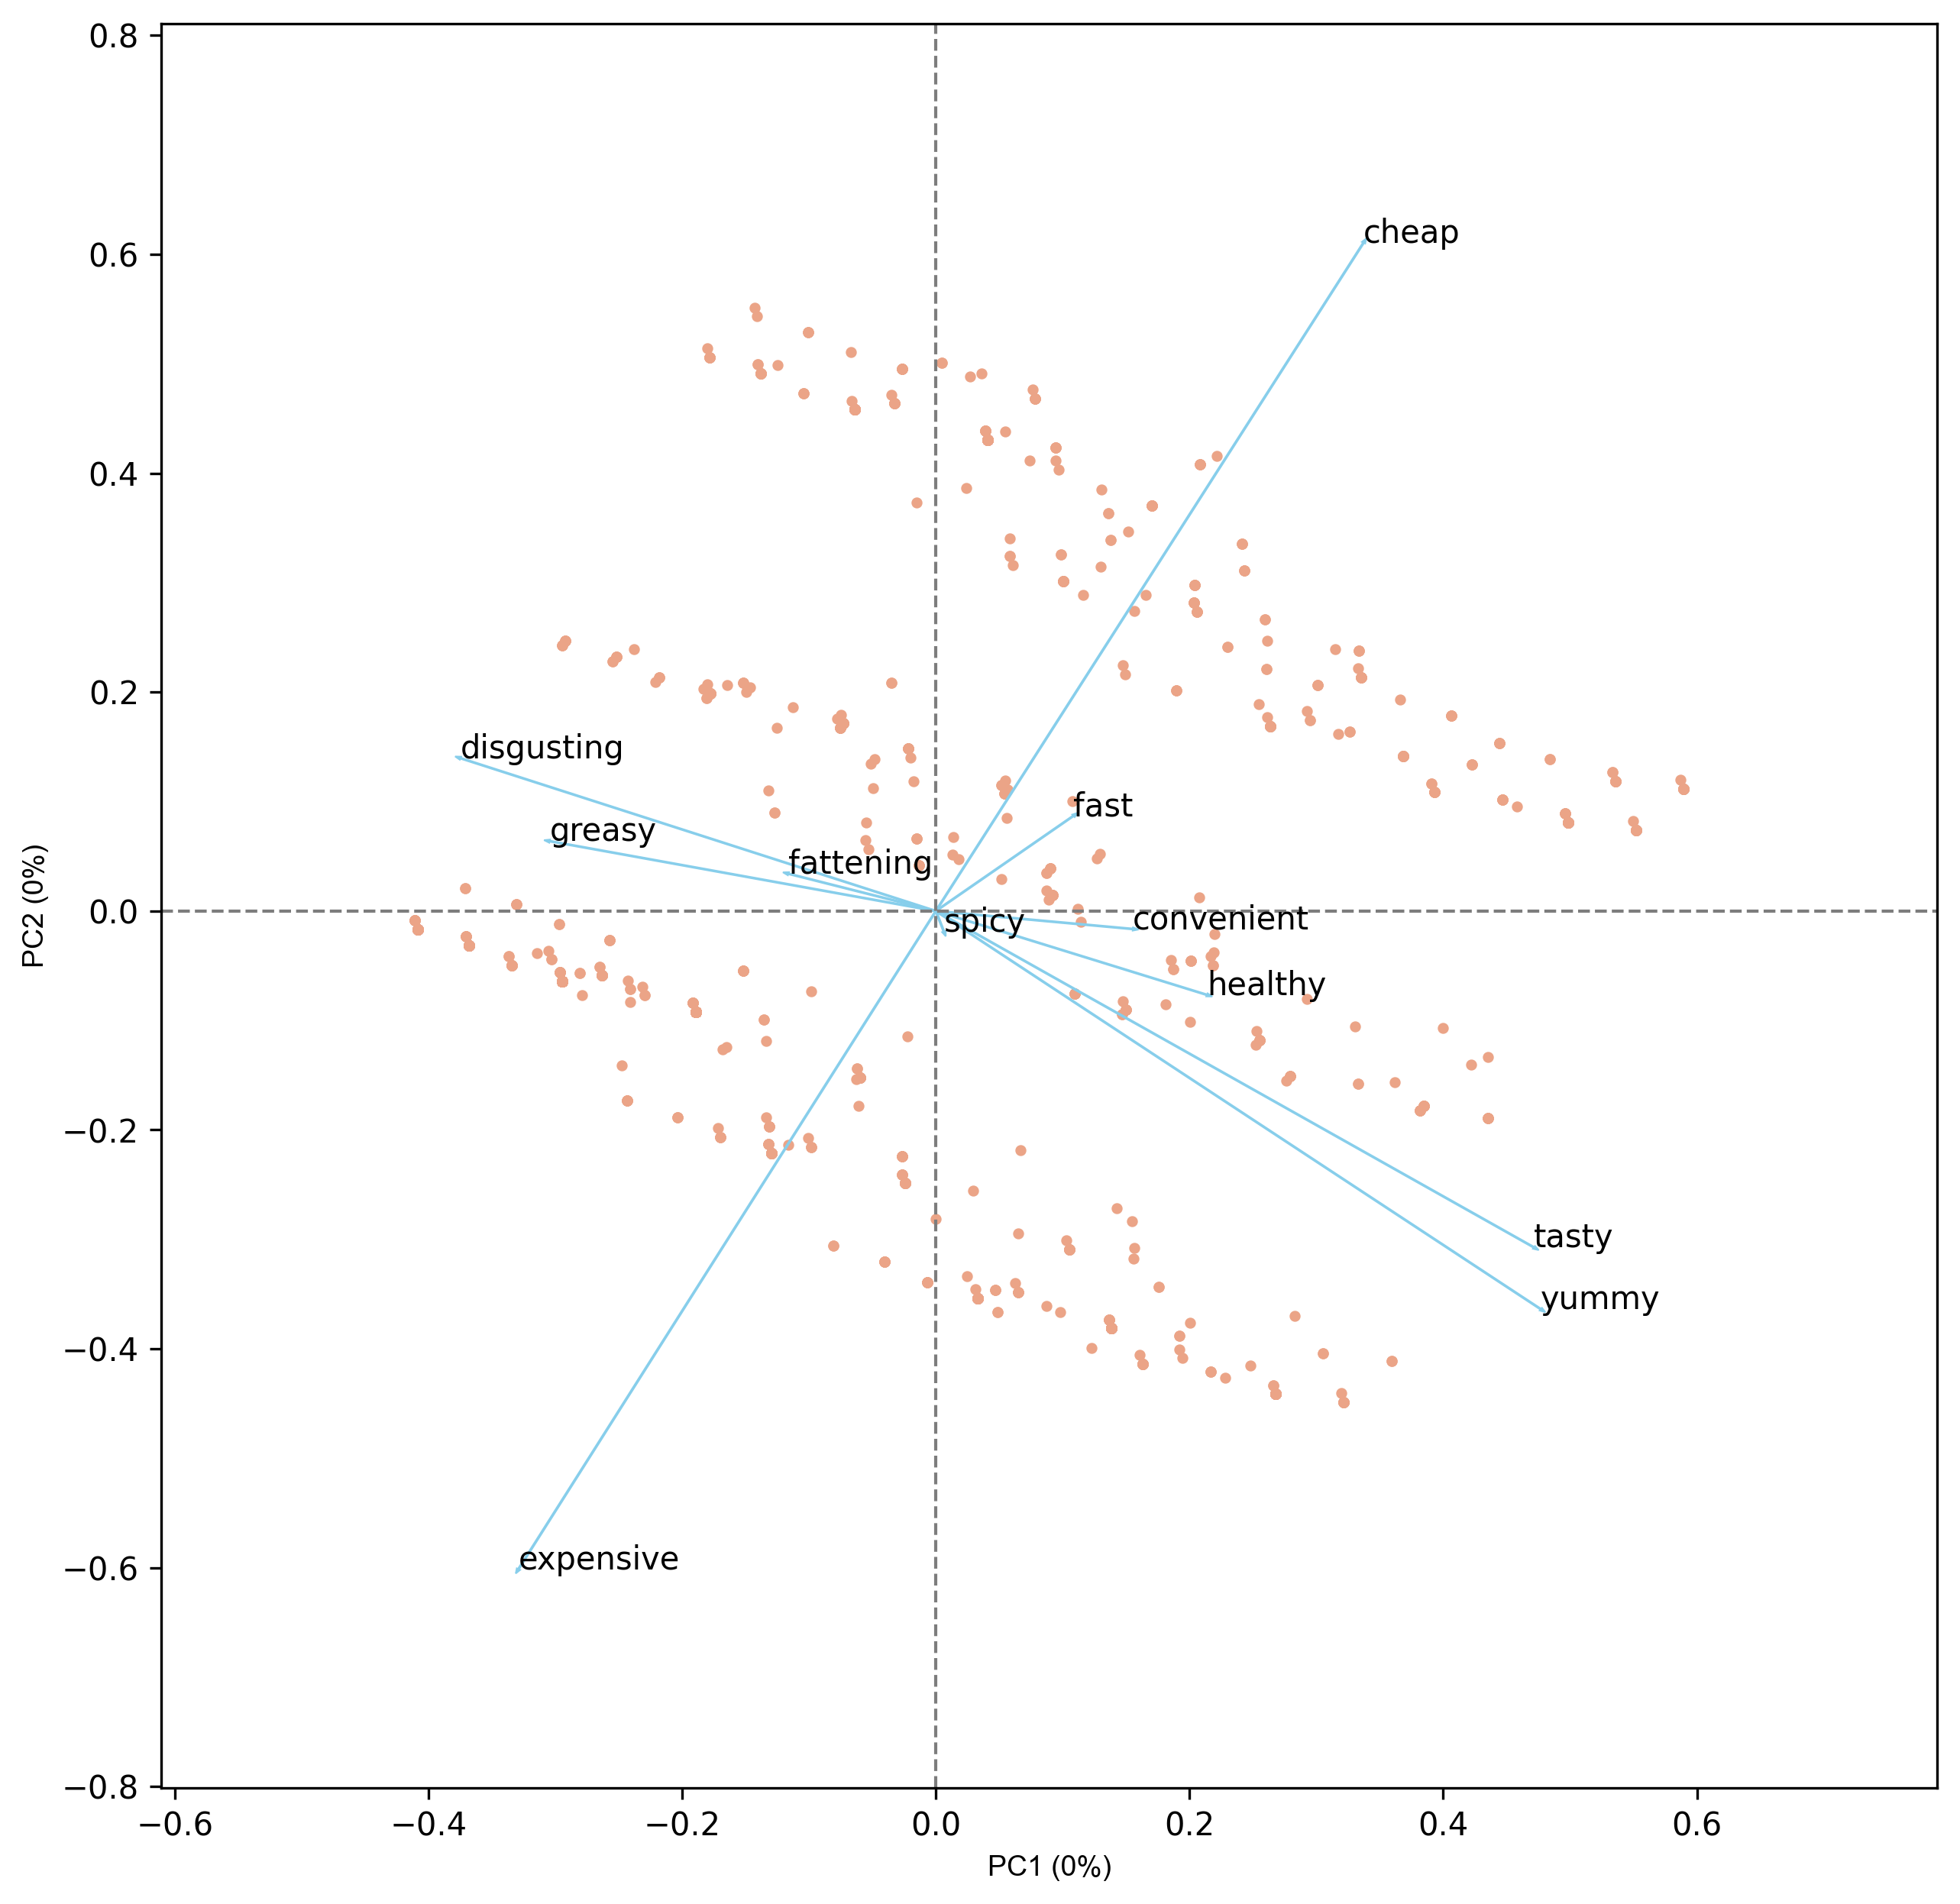 0.8
0.6
0.4
0.2
0.0
−0.2
−0.4
−0.6
−0.8
PC2 (0%)
cheap
disgusting
greasy
fast
fattening
spicy
convenient
healthy
tasty
yummy
expensive
−0.6
−0.4
−0.2
0.0
0.2
0.4
0.6
PC1 (0%)